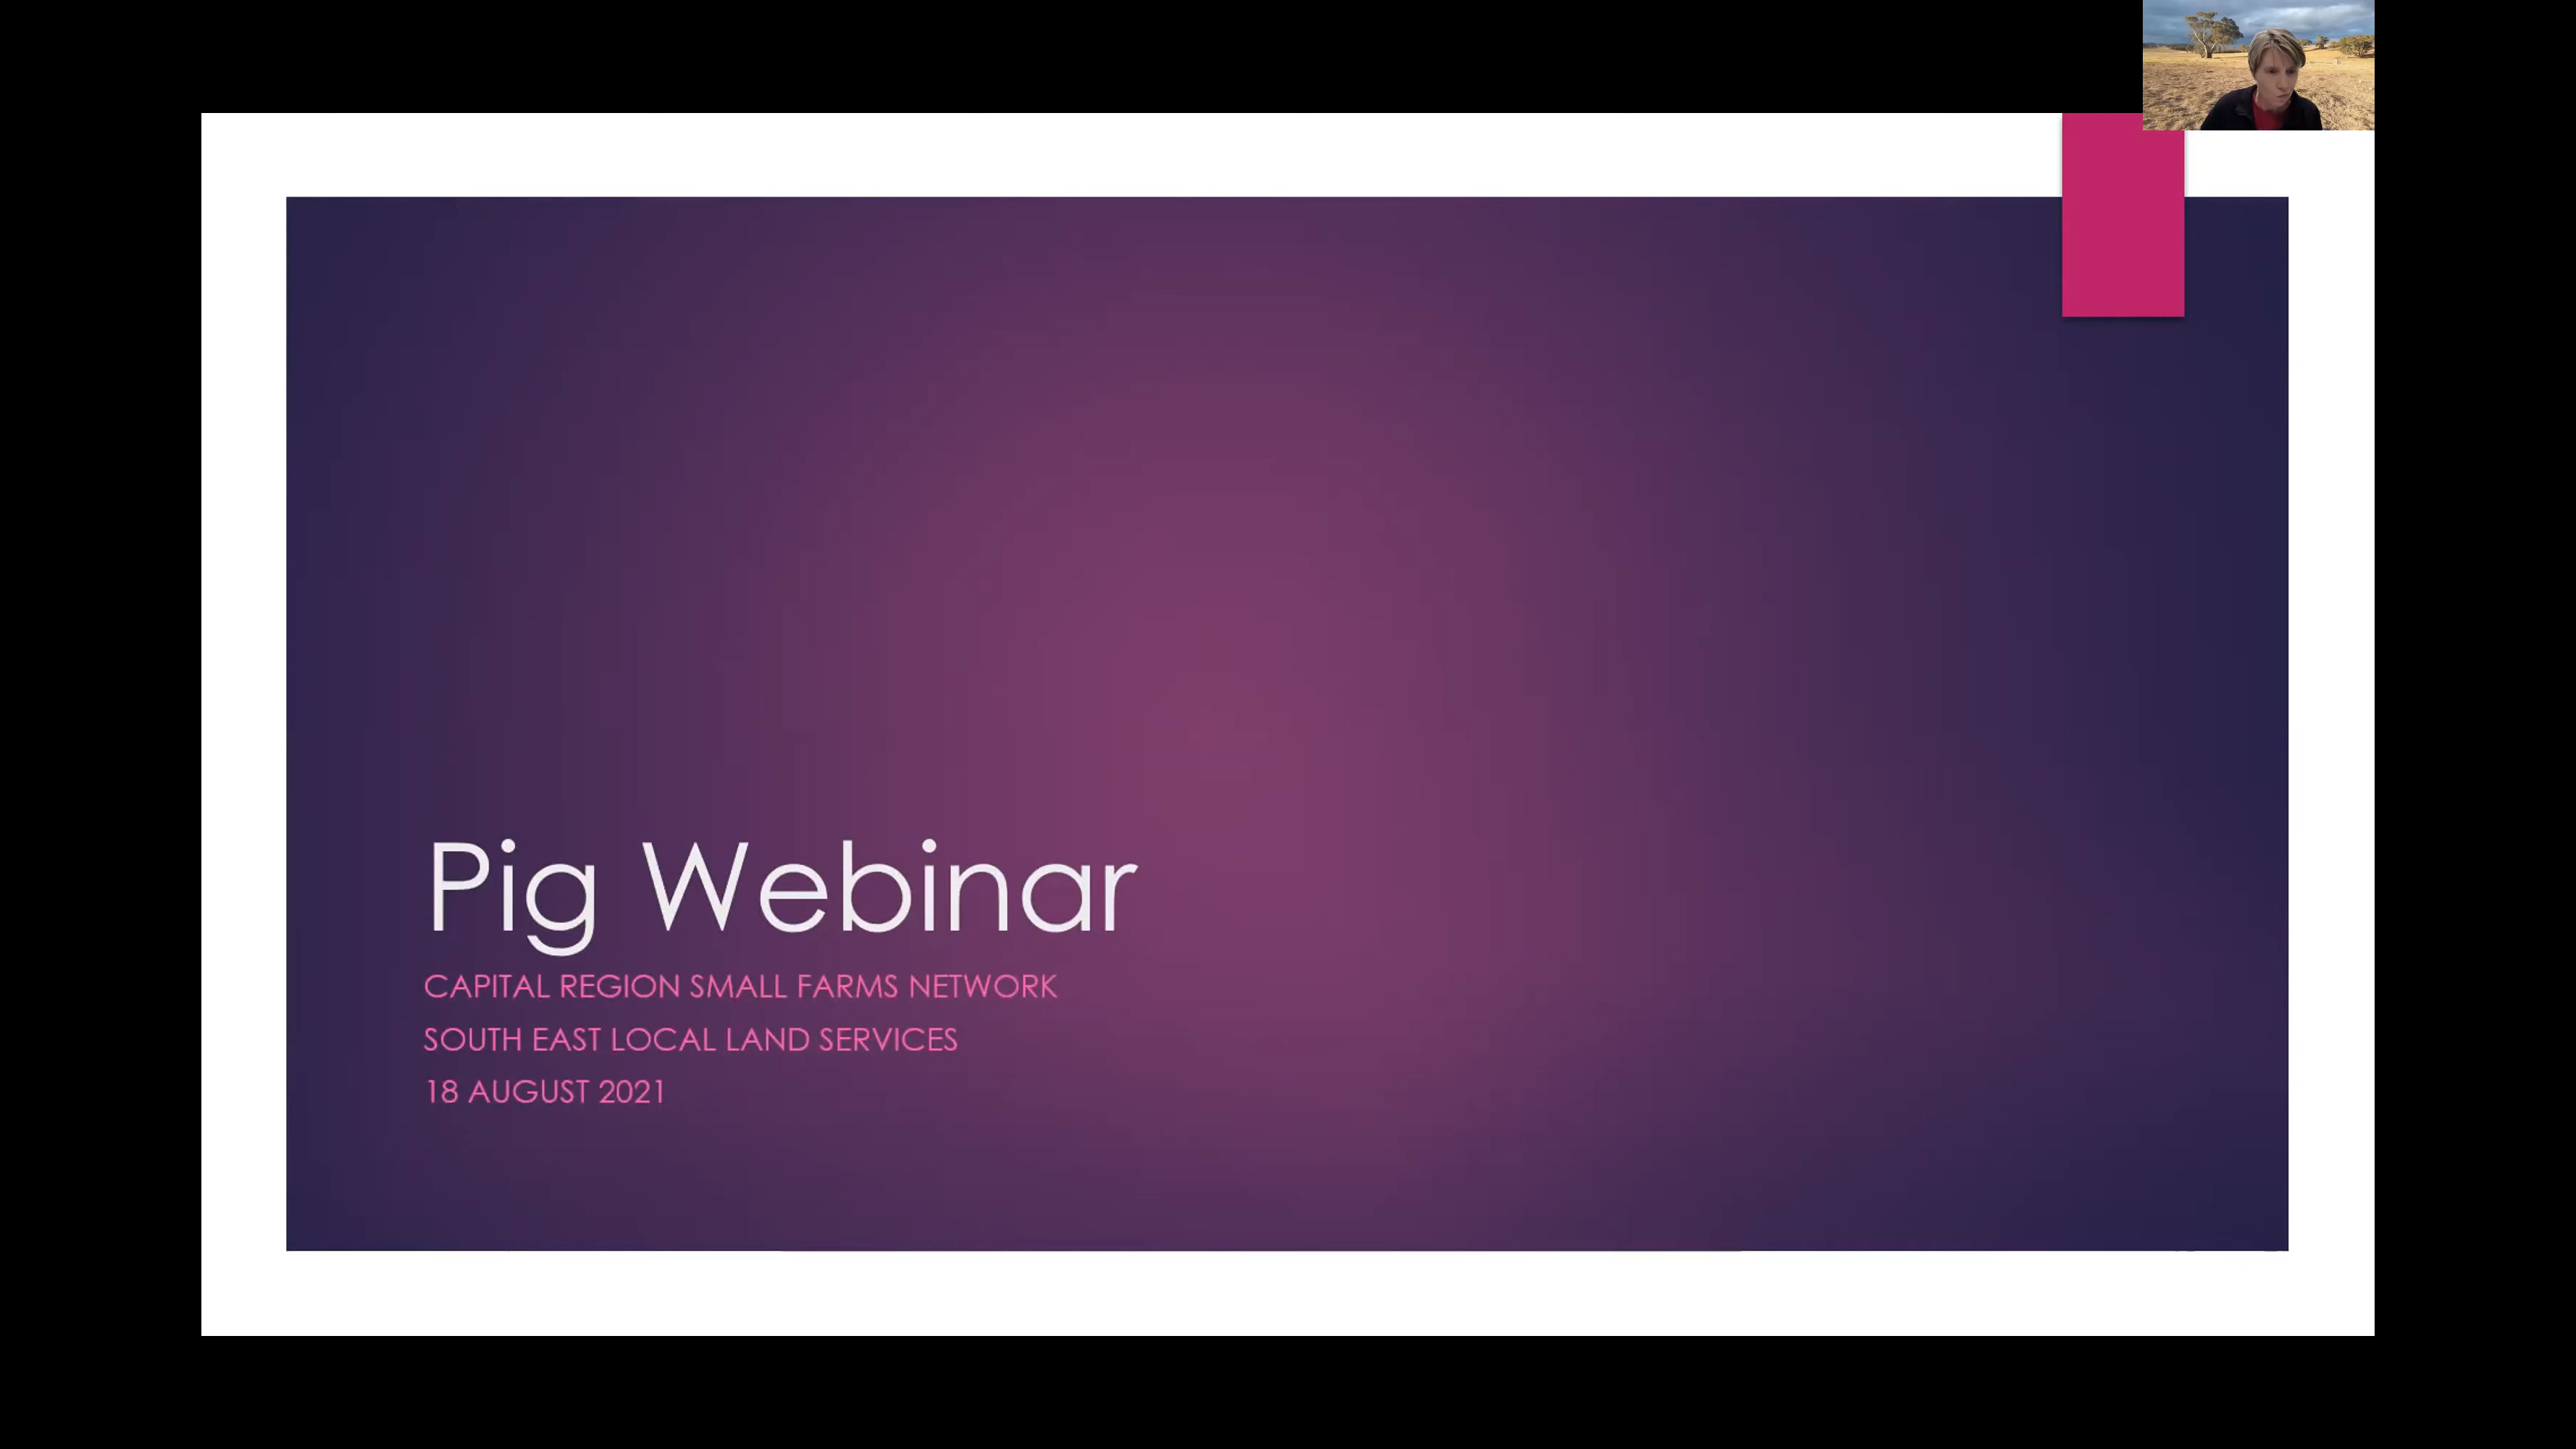 Pig Webinar
CAPITAL REGION SMALL FARMS NETWORK
SOUTH EAST LOCAL LAND SERVICES
18 AUGUST 2021